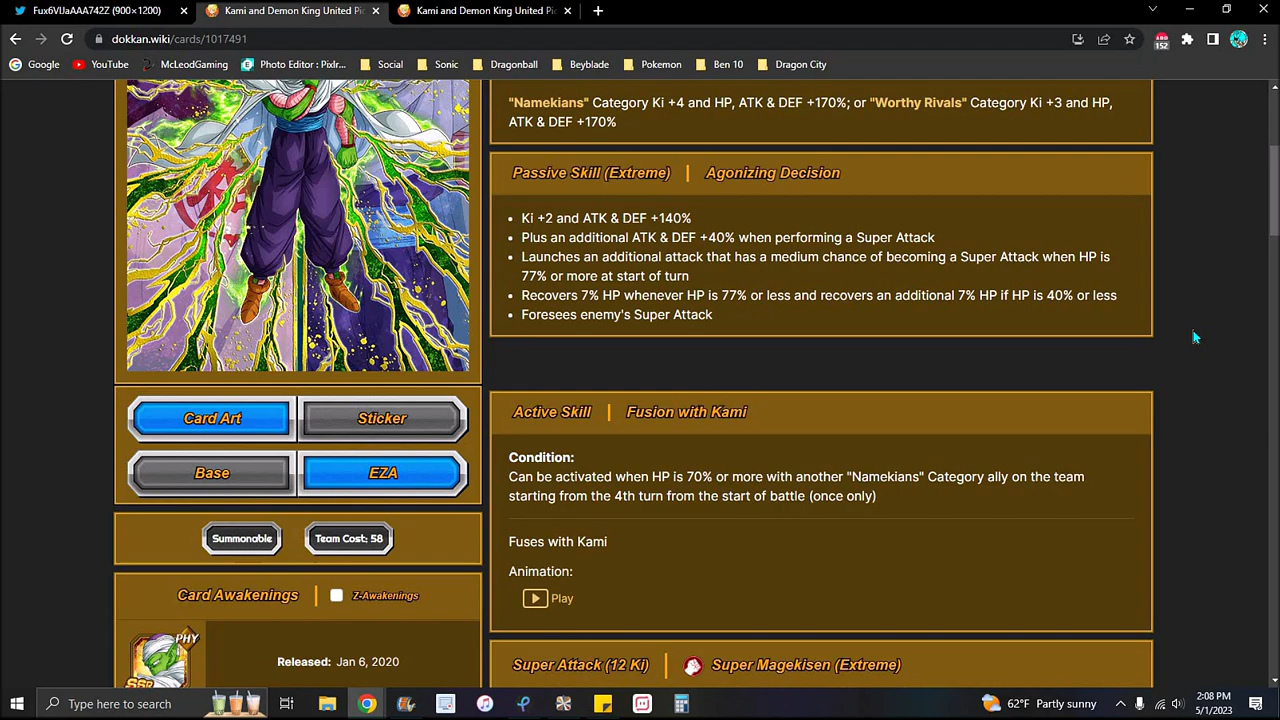 Fux6VIJaAAA742Z (900×1200)
Kami and Demon King United Pic
Kami and Demon King United Pic
dokkan.wiki/cards/1017491
152
Google YouTube McLeodGaming Photo Editor : Pixlr... Social Sonic Dragonball Beyblade Pokemon Ben 10 Dragon City
"Namekians" Category Ki +4 and HP, ATK & DEF +170%; or "Worthy Rivals" Category Ki +3 and HP,
ATK & DEF +170%
Passive Skill (Extreme) | Agonizing Decision
Ki +2 and ATK & DEF +140%
Plus an additional ATK & DEF +40% when performing a Super Attack
Launches an additional attack that has a medium chance of becoming a Super Attack when HP is
77% or more at start of turn
Recovers 7% HP whenever HP is 77% or less and recovers an additional 7% HP if HP is 40% or less
Foresees enemy's Super Attack
Card Art Sticker
Base EZA
Summonable Team Cost: 58
Card Awakenings | Z-Awakenings
PHY
SSR
Released: Jan 6, 2020
Active Skill | Fusion with Kami
Condition:
Can be activated when HP is 70% or more with another "Namekians" Category ally on the team
starting from the 4th turn from the start of battle (once only)
Fuses with Kami
Animation:
Play
Super Attack (12 Ki) | Super Magekisen (Extreme)
Type here to search
62°F Partly sunny
2:08 PM
5/1/2023